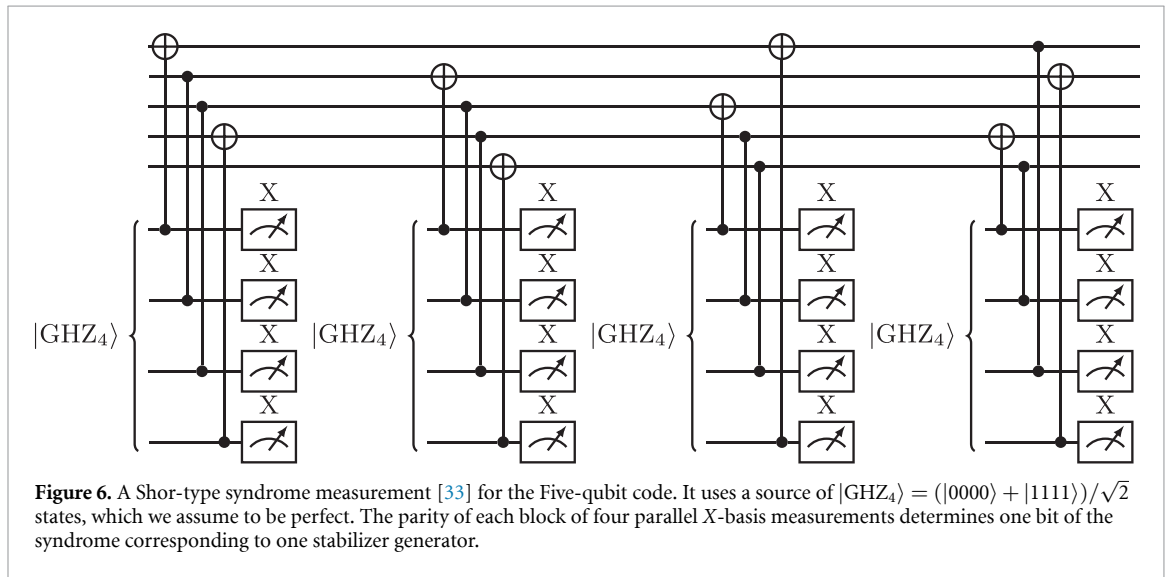 X X X X
X X X X
|GHZ₄⟩ |GHZ₄⟩ |GHZ₄⟩ |GHZ₄⟩
X X X X
X X X X
Figure 6. A Shor-type syndrome measurement [33] for the Five-qubit code. It uses a source of |GHZ₄⟩ = (|0000⟩ + |1111⟩)/√2
states, which we assume to be perfect. The parity of each block of four parallel X-basis measurements determines one bit of the
syndrome corresponding to one stabilizer generator.